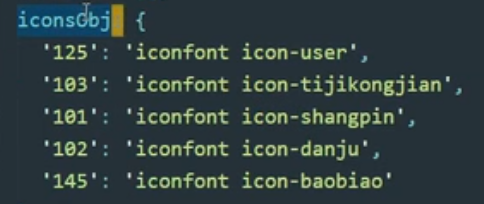 iconsObj: {
'125': 'iconfont icon-user',
'103': 'iconfont icon-tijikongjian',
'101': 'iconfont icon-shangpin',
'102': 'iconfont icon-danju',
'145': 'iconfont icon-baobiao'